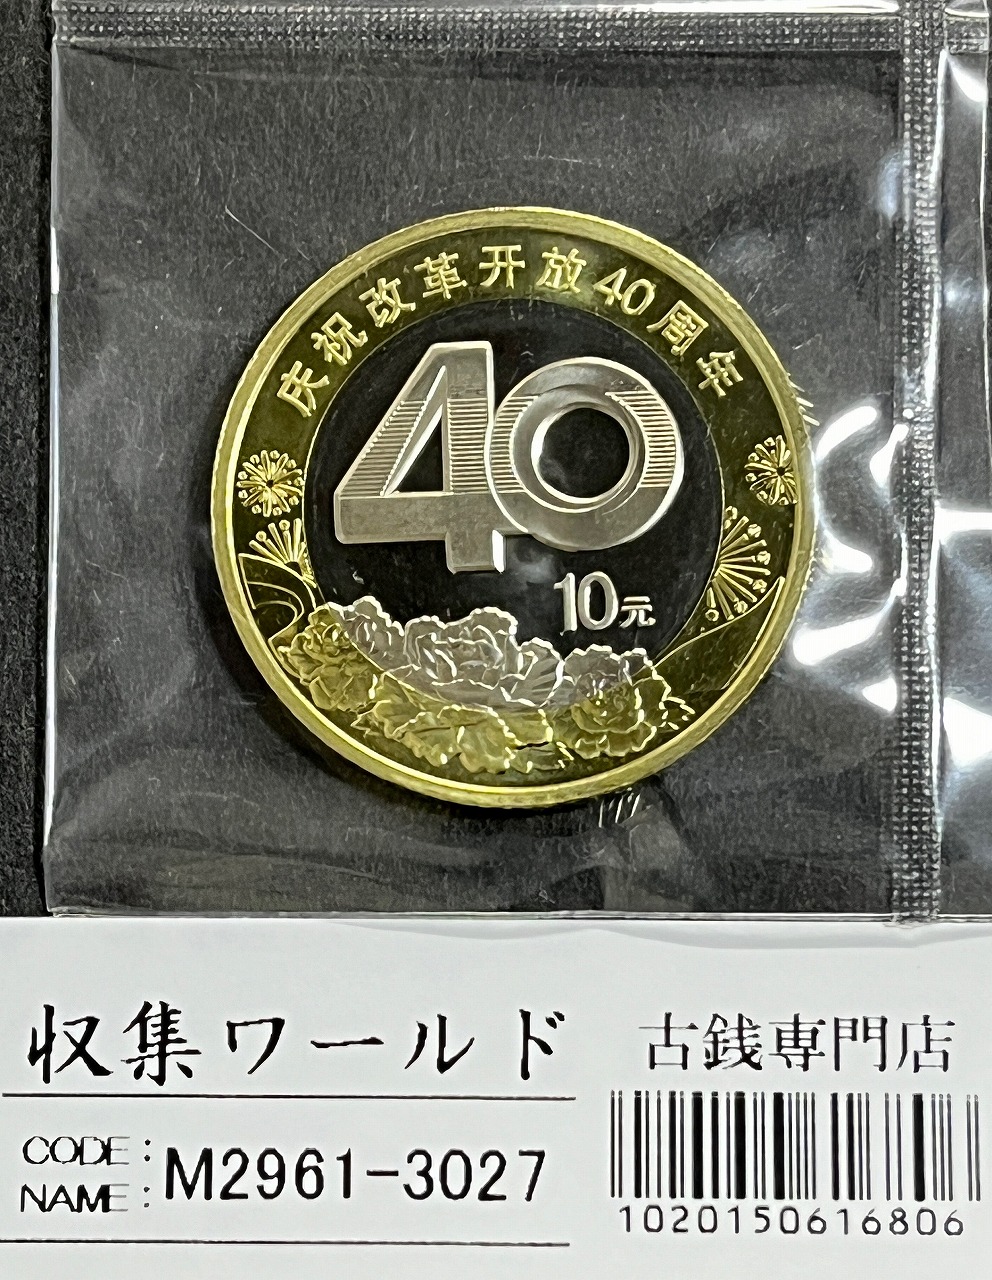 庆祝改革开放40周年
40
10元
収集ワールド
古銭専門店
CODE:
NAME:
M2961-3027
1020150616806